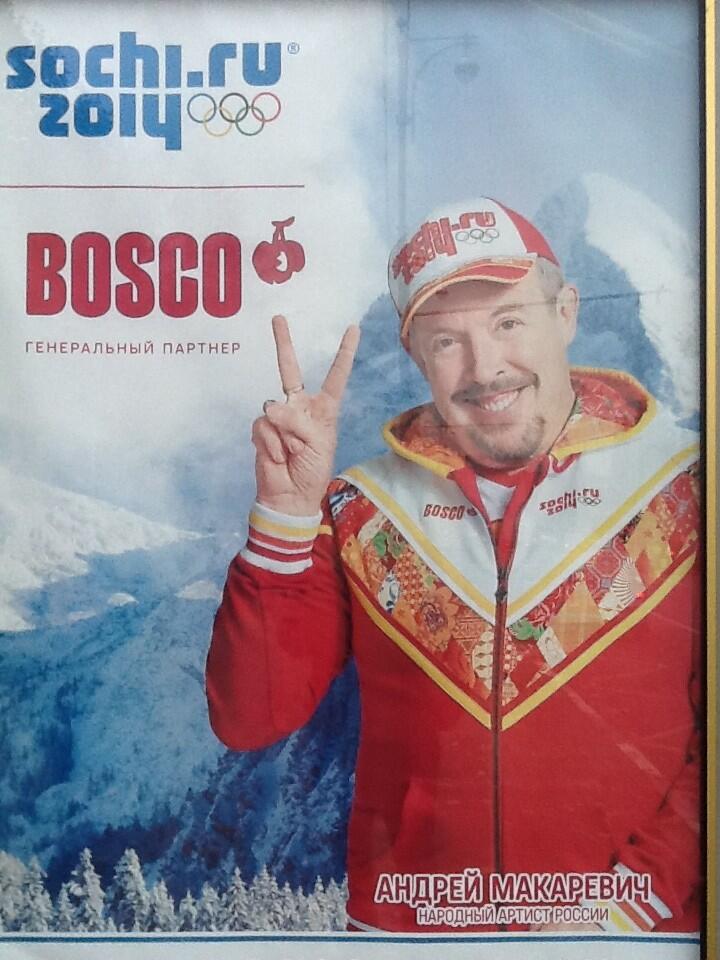 sochi.ru®
2014
BOSCO
ГЕНЕРАЛЬНЫЙ ПАРТНЕР
sochi.ru
BOSCO
sochi.ru
2014
АНДРЕЙ МАКАРЕВИЧ
НАРОДНЫЙ АРТИСТ РОССИИ